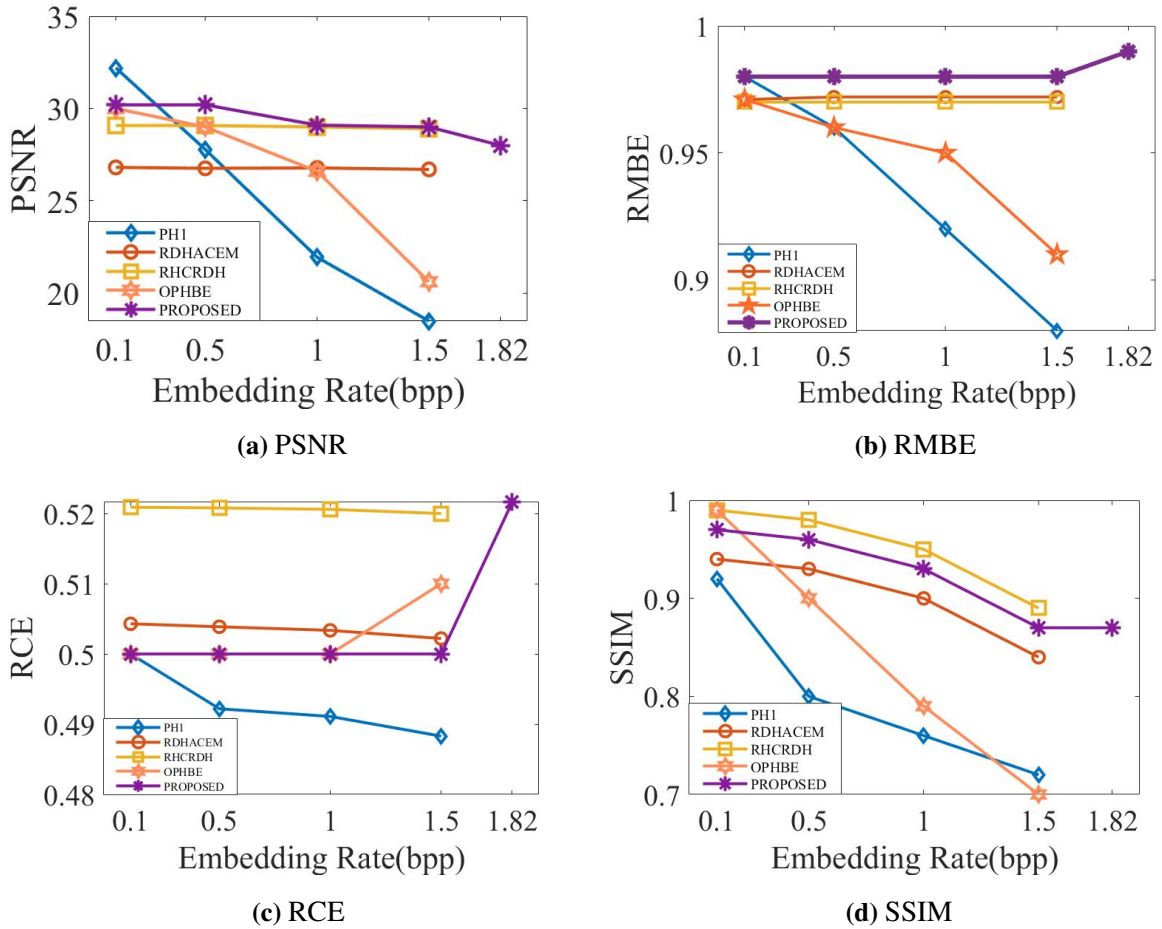 35
30
25
20
PSNR
PH1
RDHACEM
RHCRDH
OPHBE
PROPOSED
0.1 0.5 1 1.5 1.82
Embedding Rate(bpp)
(a) PSNR
1
0.95
0.9
RMBE
PH1
RDHACEM
RHCRDH
OPHBE
PROPOSED
0.1 0.5 1 1.5 1.82
Embedding Rate(bpp)
(b) RMBE
0.52
0.51
0.5
0.49
0.48
RCE
PH1
RDHACEM
RHCRDH
OPHBE
PROPOSED
0.1 0.5 1 1.5 1.82
Embedding Rate(bpp)
(c) RCE
1
0.9
0.8
0.7
SSIM
PH1
RDHACEM
RHCRDH
OPHBE
PROPOSED
0.1 0.5 1 1.5 1.82
Embedding Rate(bpp)
(d) SSIM